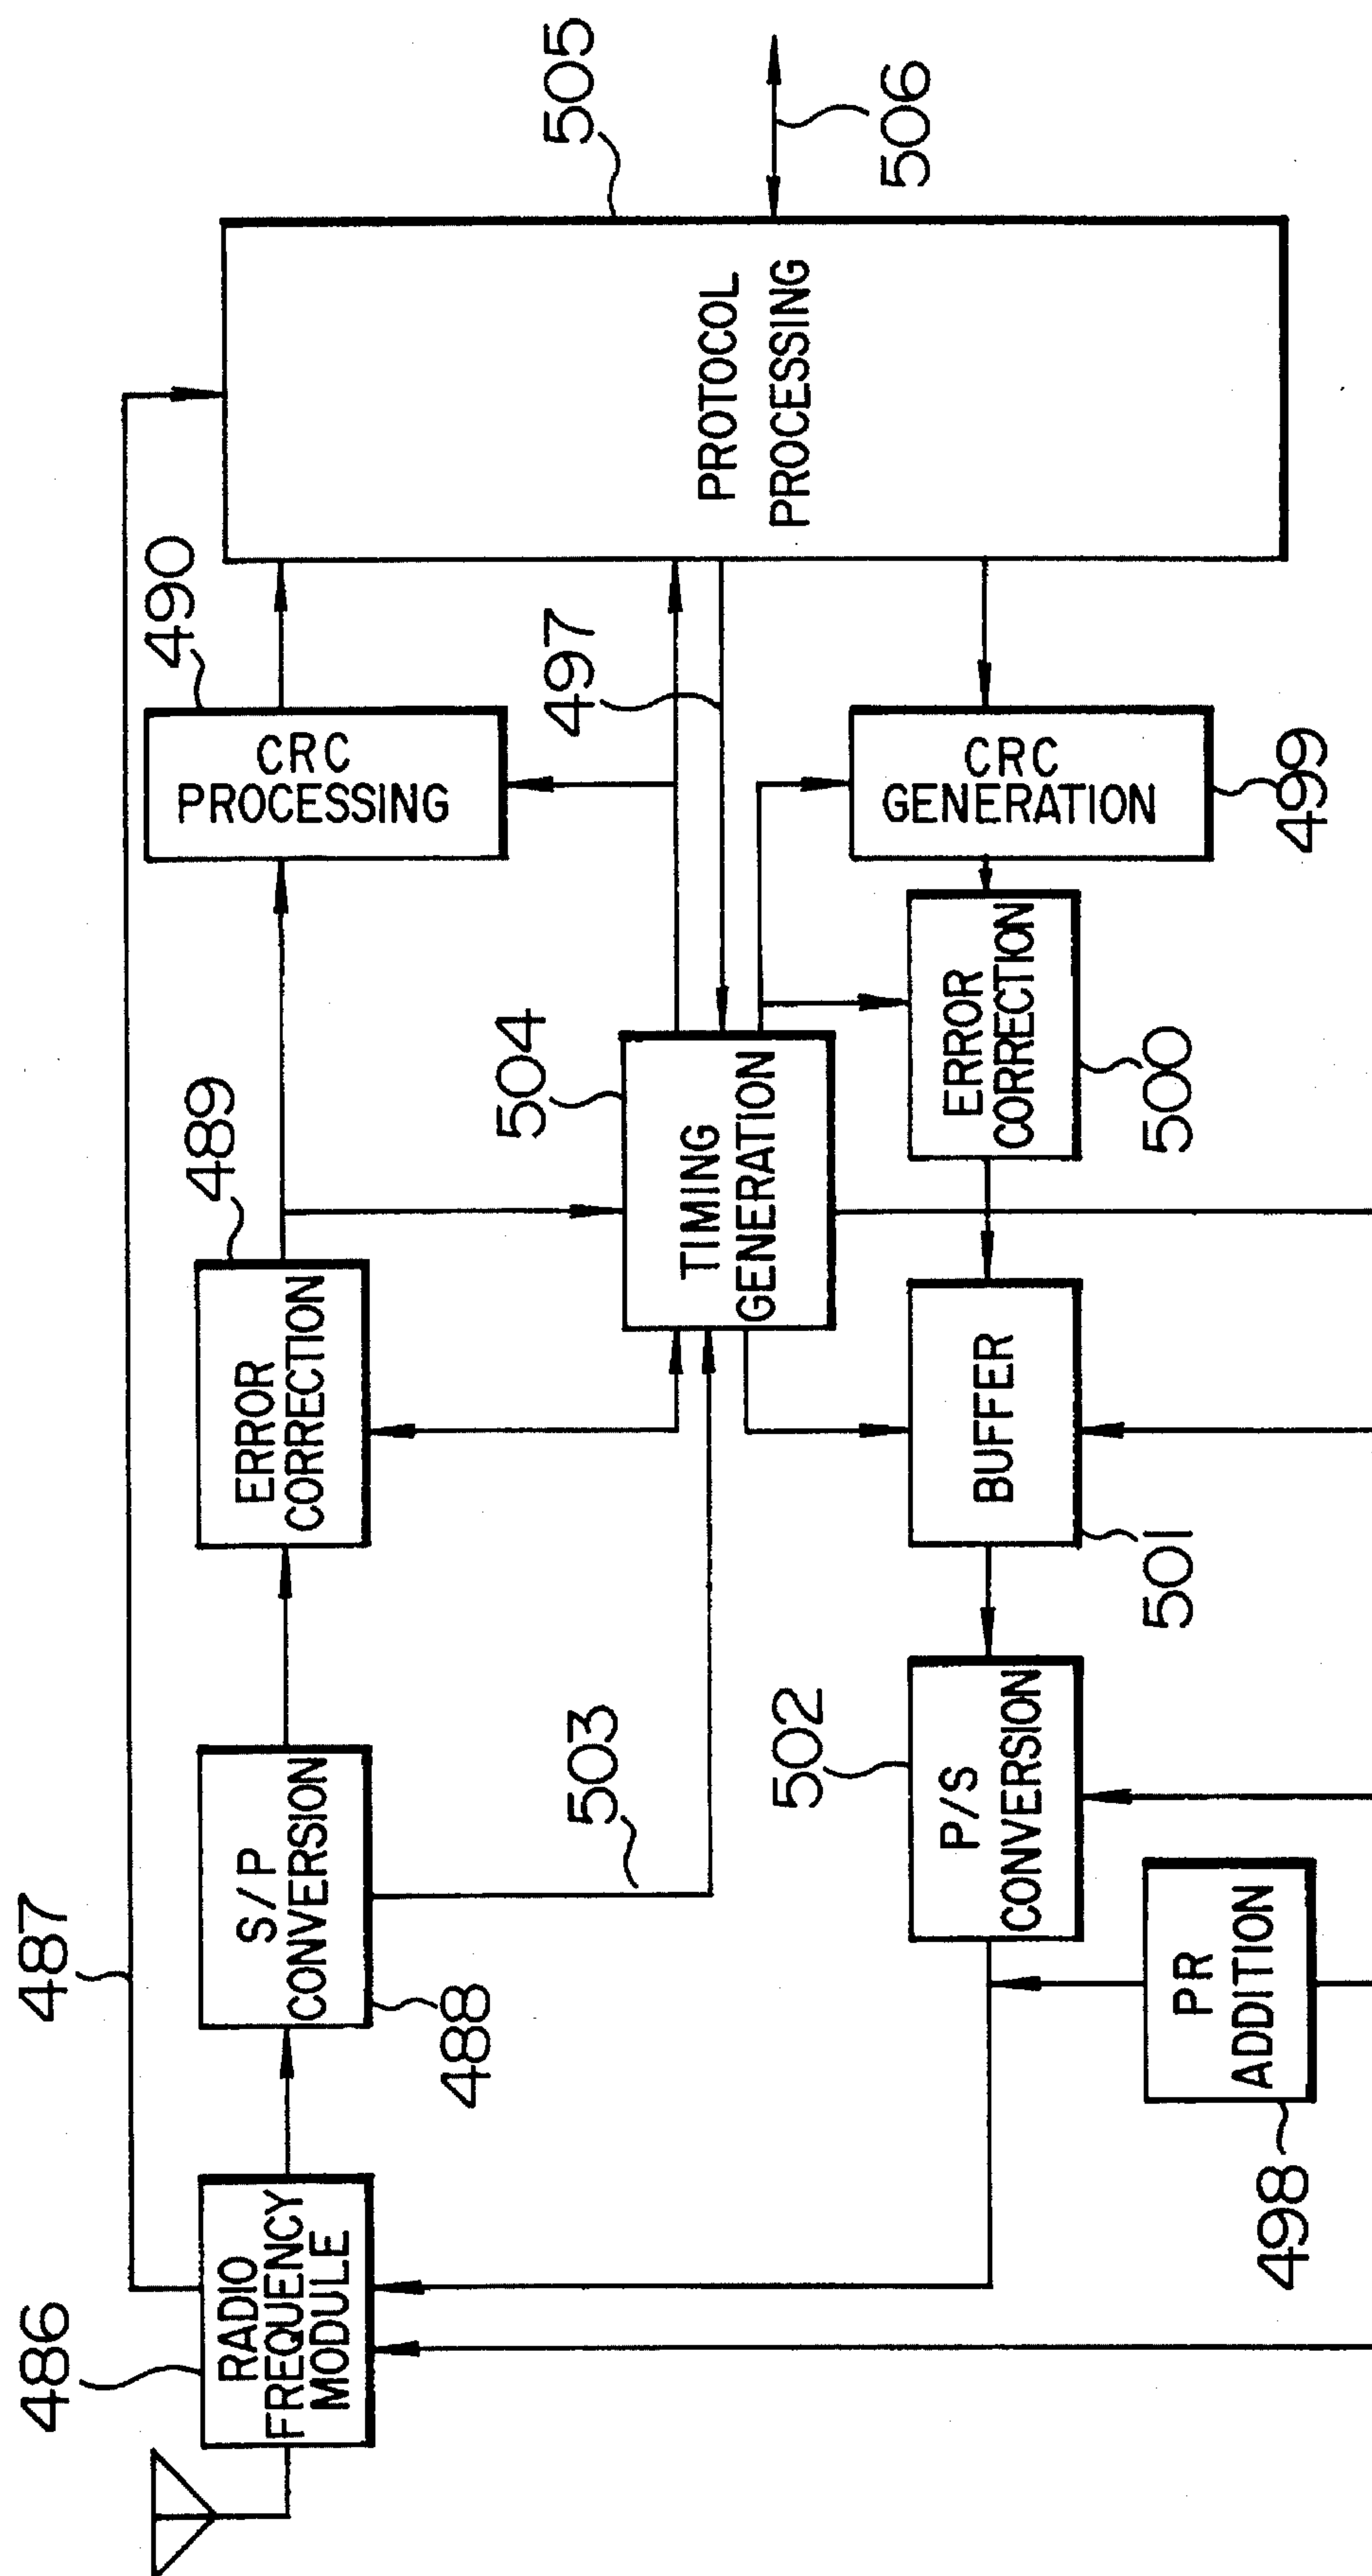 487
486
RADIO
FREQUENCY
MODULE
S/P
CONVERSION
488
ERROR
CORRECTION
489
CRC
PROCESSING
490
503
504
TIMING
GENERATION
497
PROTOCOL
PROCESSING
505
506
502
P/S
CONVERSION
BUFFER
501
ERROR
CORRECTION
500
CRC
GENERATION
499
PR
ADDITION
498